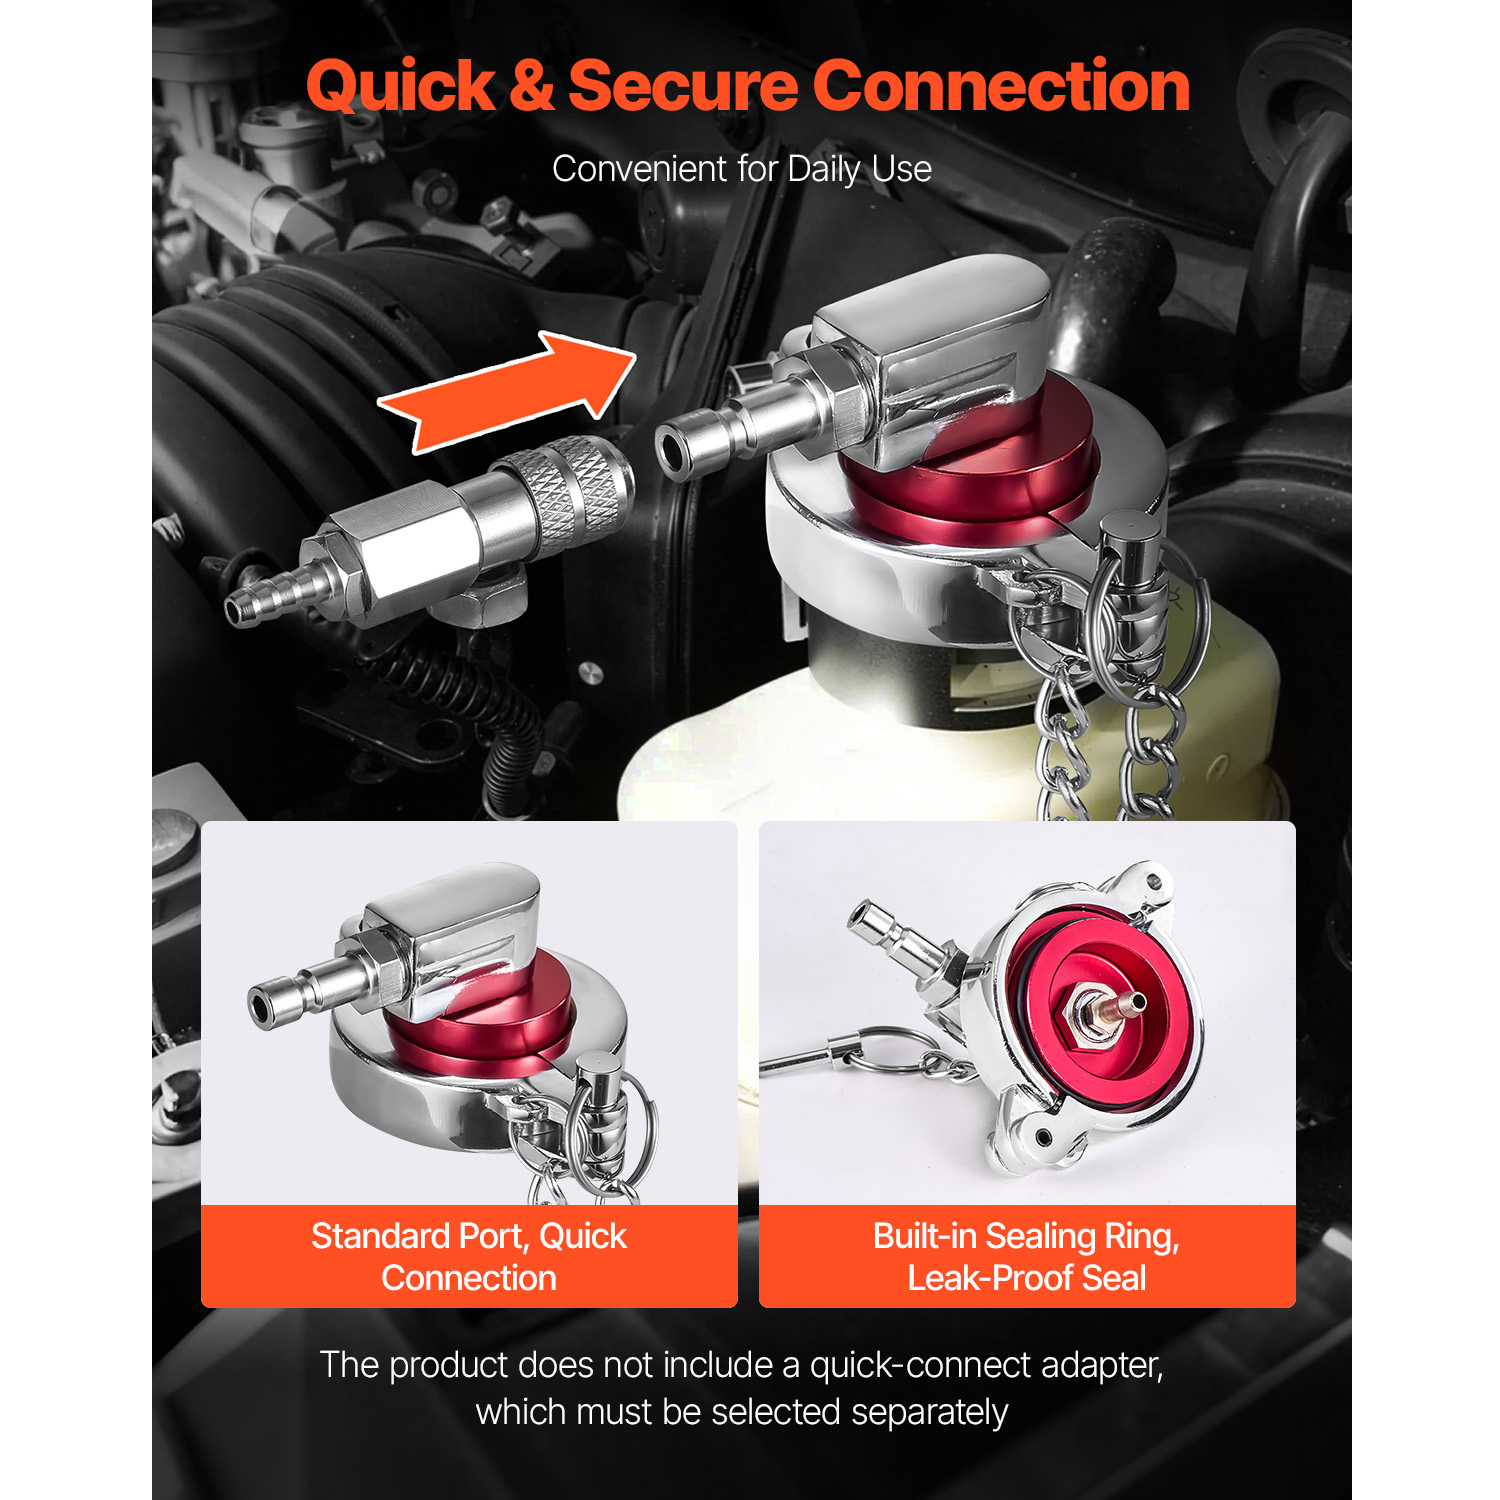 Quick & Secure Connection
Convenient for Daily Use
Standard Port, Quick
Connection
Built-in Sealing Ring,
Leak-Proof Seal
The product does not include a quick-connect adapter,
which must be selected separately